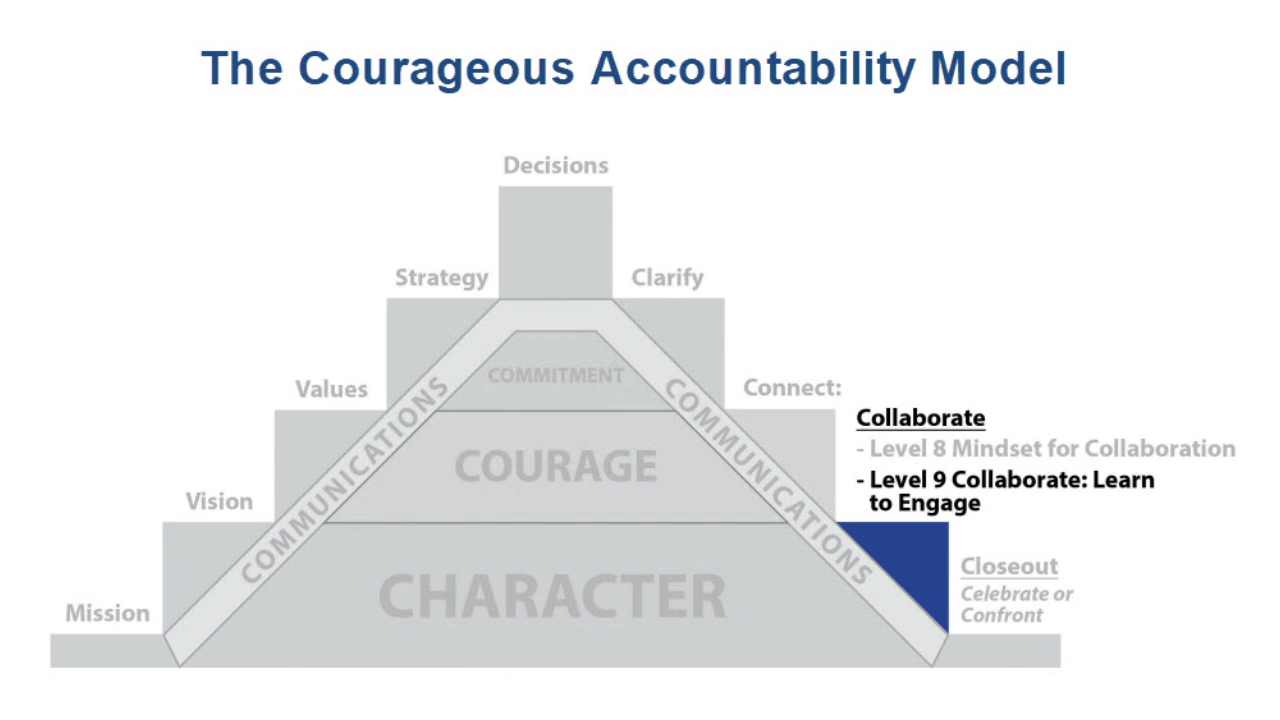 The Courageous Accountability Model
Decisions
Strategy
Clarify
COMMITMENT
Values
Connect:
COMMUNICATIONS
COMMUNICATIONS
Collaborate
- Level 8 Mindset for Collaboration
COURAGE
- Level 9 Collaborate: Learn
to Engage
Vision
Closeout
CHARACTER
Celebrate or
Confront
Mission